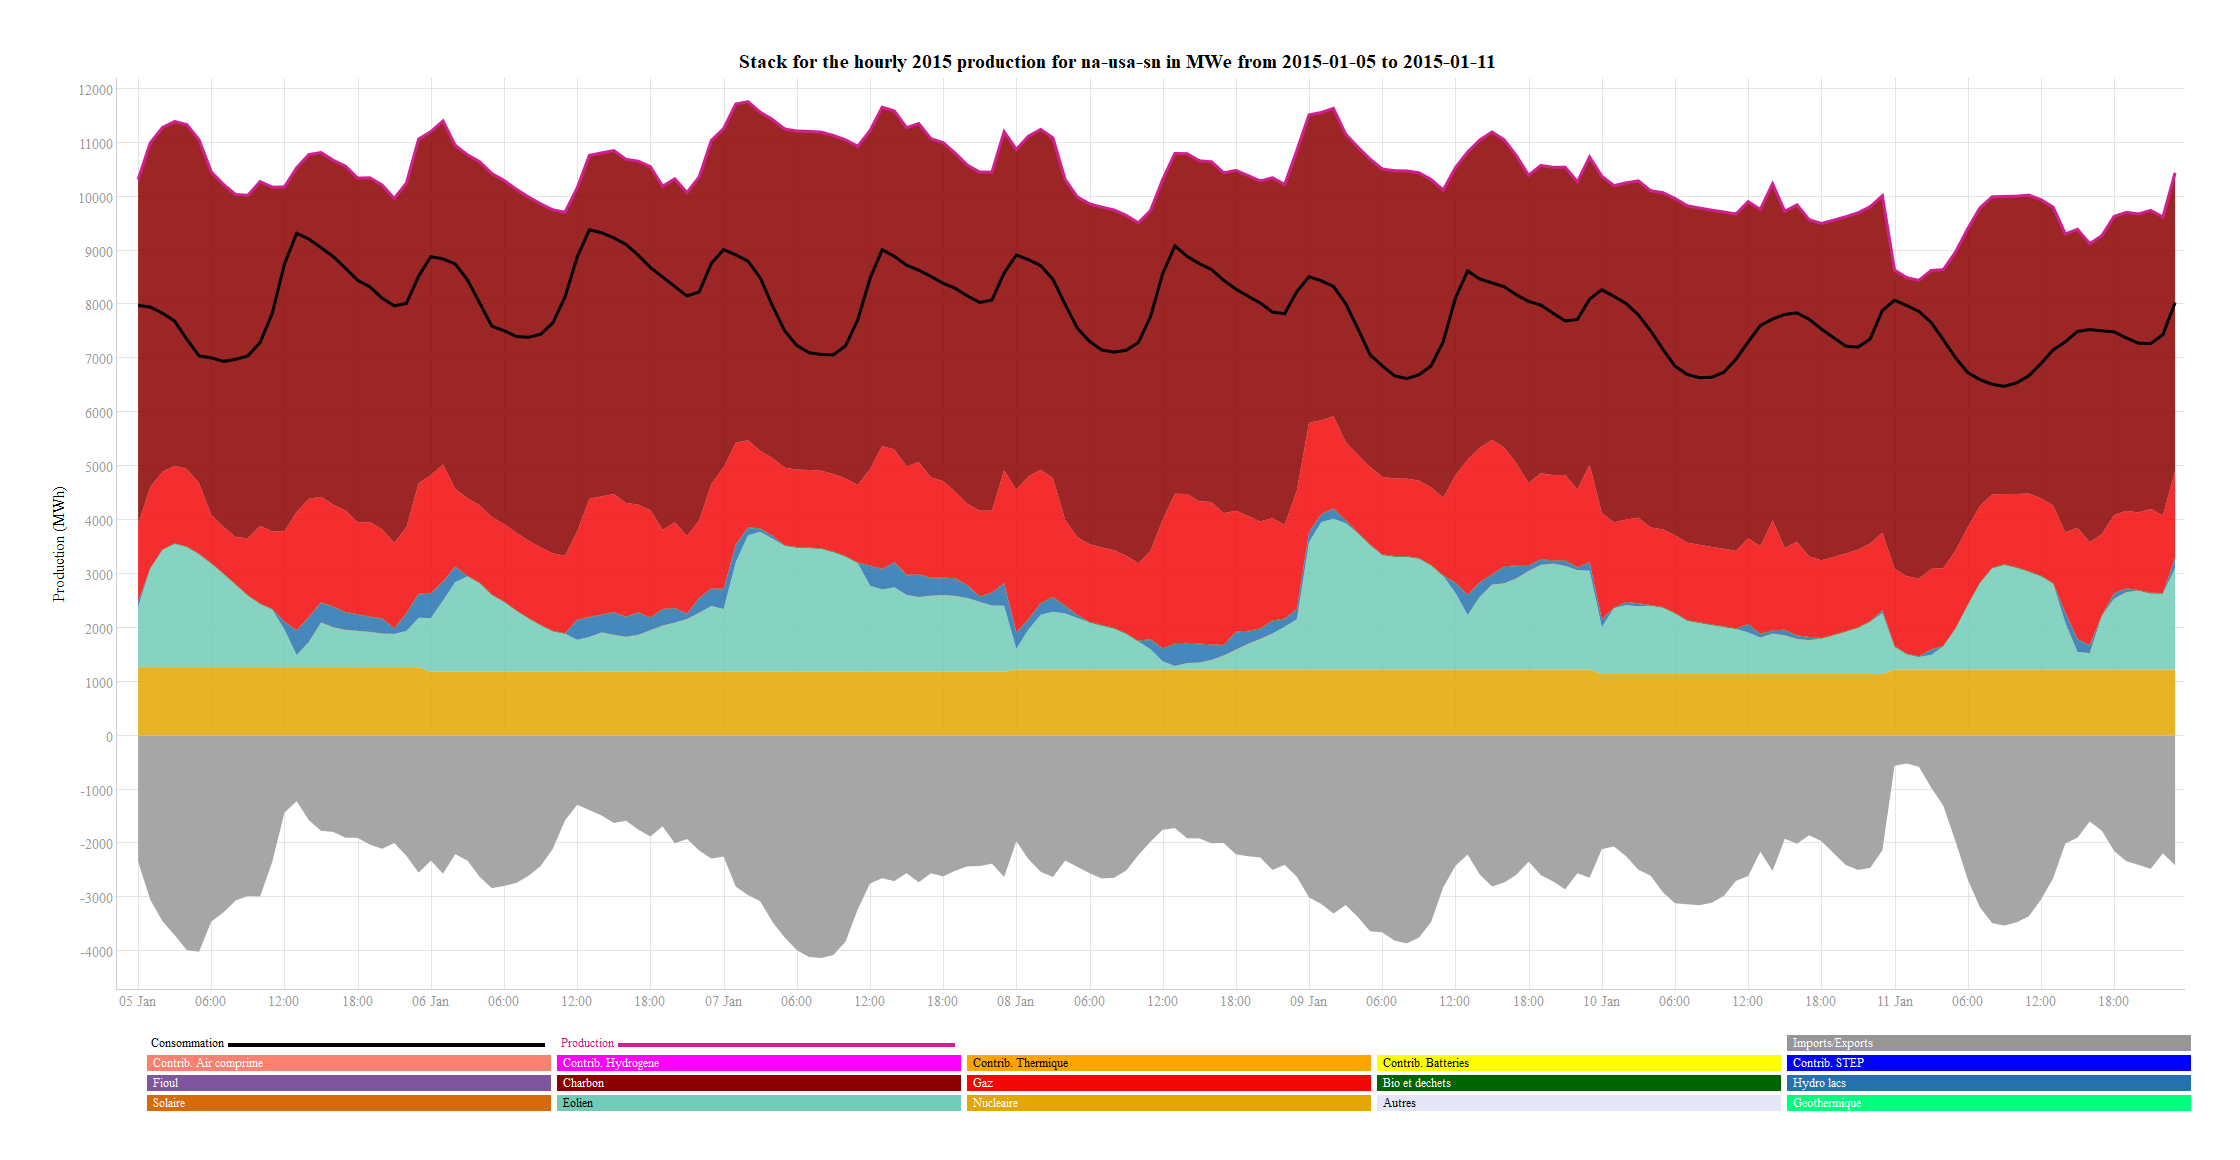 Stack for the hourly 2015 production for na-usa-sn in MWe from 2015-01-05 to 2015-01-11
12000
11000
10000
9000
8000
7000
6000
5000
4000
3000
2000
1000
0
-1000
-2000
-3000
-4000
Production (MWh)
05 Jan 06:00 12:00 18:00 06 Jan 06:00 12:00 18:00 07 Jan 06:00 12:00 18:00 08 Jan 06:00 12:00 18:00 09 Jan 06:00 12:00 18:00 10 Jan 06:00 12:00 18:00 11 Jan 06:00 12:00 18:00
Consommation Production Imports/Exports
Contrib. Air comprime Contrib. Hydrogene Contrib. Thermique Contrib. Batteries Contrib. STEP
Fioul Charbon Gaz Bio et dechets Hydro lacs
Solaire Eolien Nucleaire Autres Geothermique